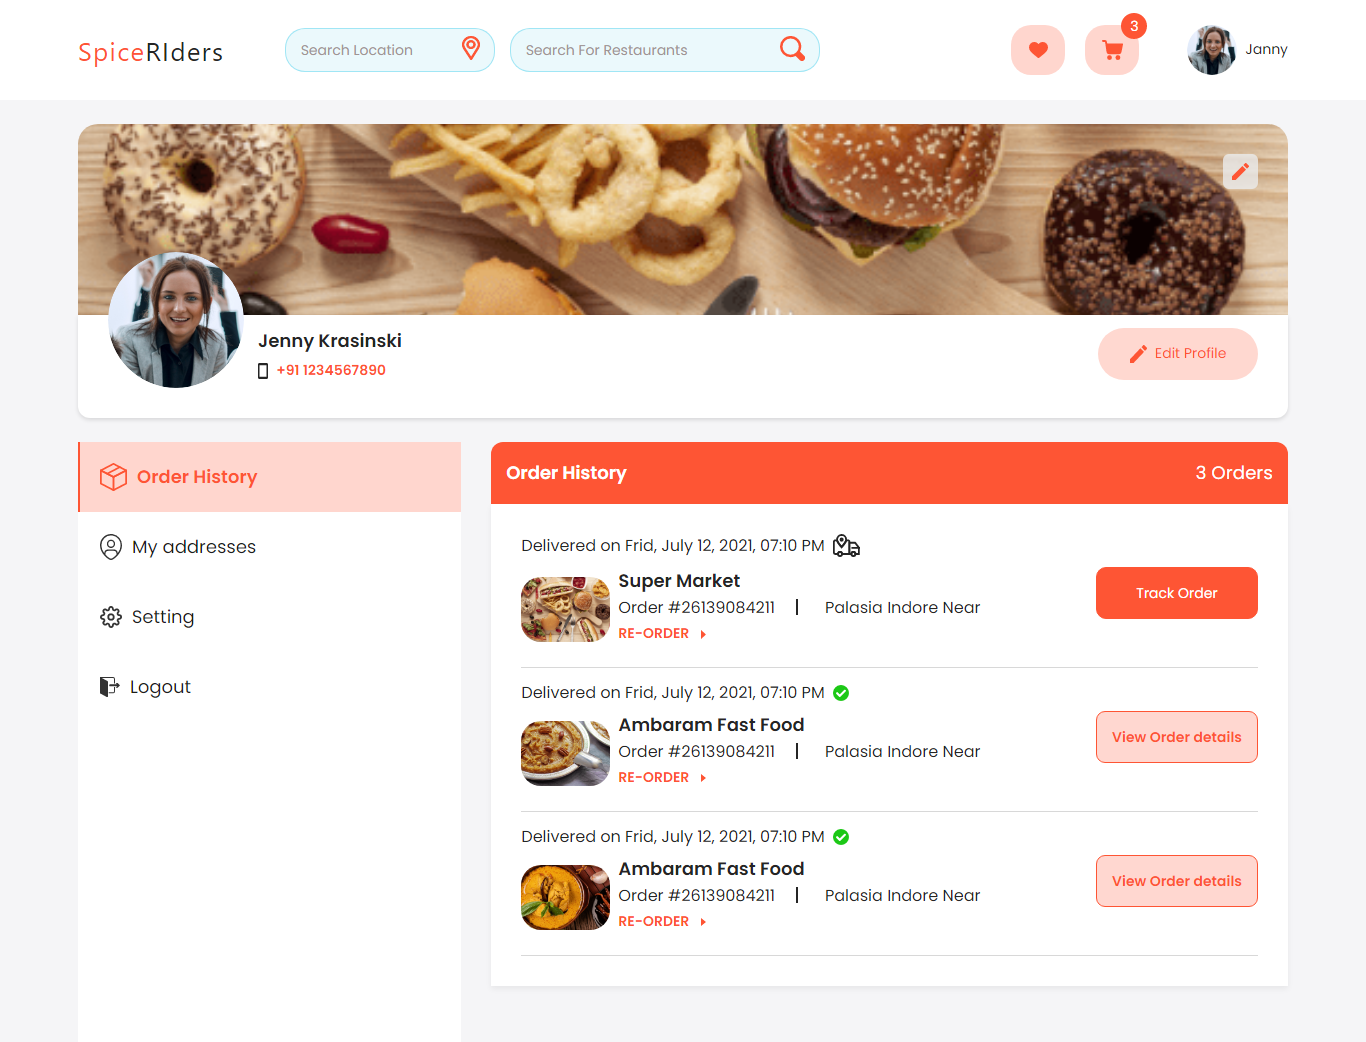 SpiceRIders
Search Location
Search For Restaurants
3
Janny
Jenny Krasinski
+91 1234567890
Edit Profile
Order History
My addresses
Setting
Logout
Order History
3 Orders
Delivered on Frid, July 12, 2021, 07:10 PM
Super Market
Order #26139084211 | Palasia Indore Near
RE-ORDER
Track Order
Delivered on Frid, July 12, 2021, 07:10 PM
Ambaram Fast Food
Order #26139084211 | Palasia Indore Near
RE-ORDER
View Order details
Delivered on Frid, July 12, 2021, 07:10 PM
Ambaram Fast Food
Order #26139084211 | Palasia Indore Near
RE-ORDER
View Order details